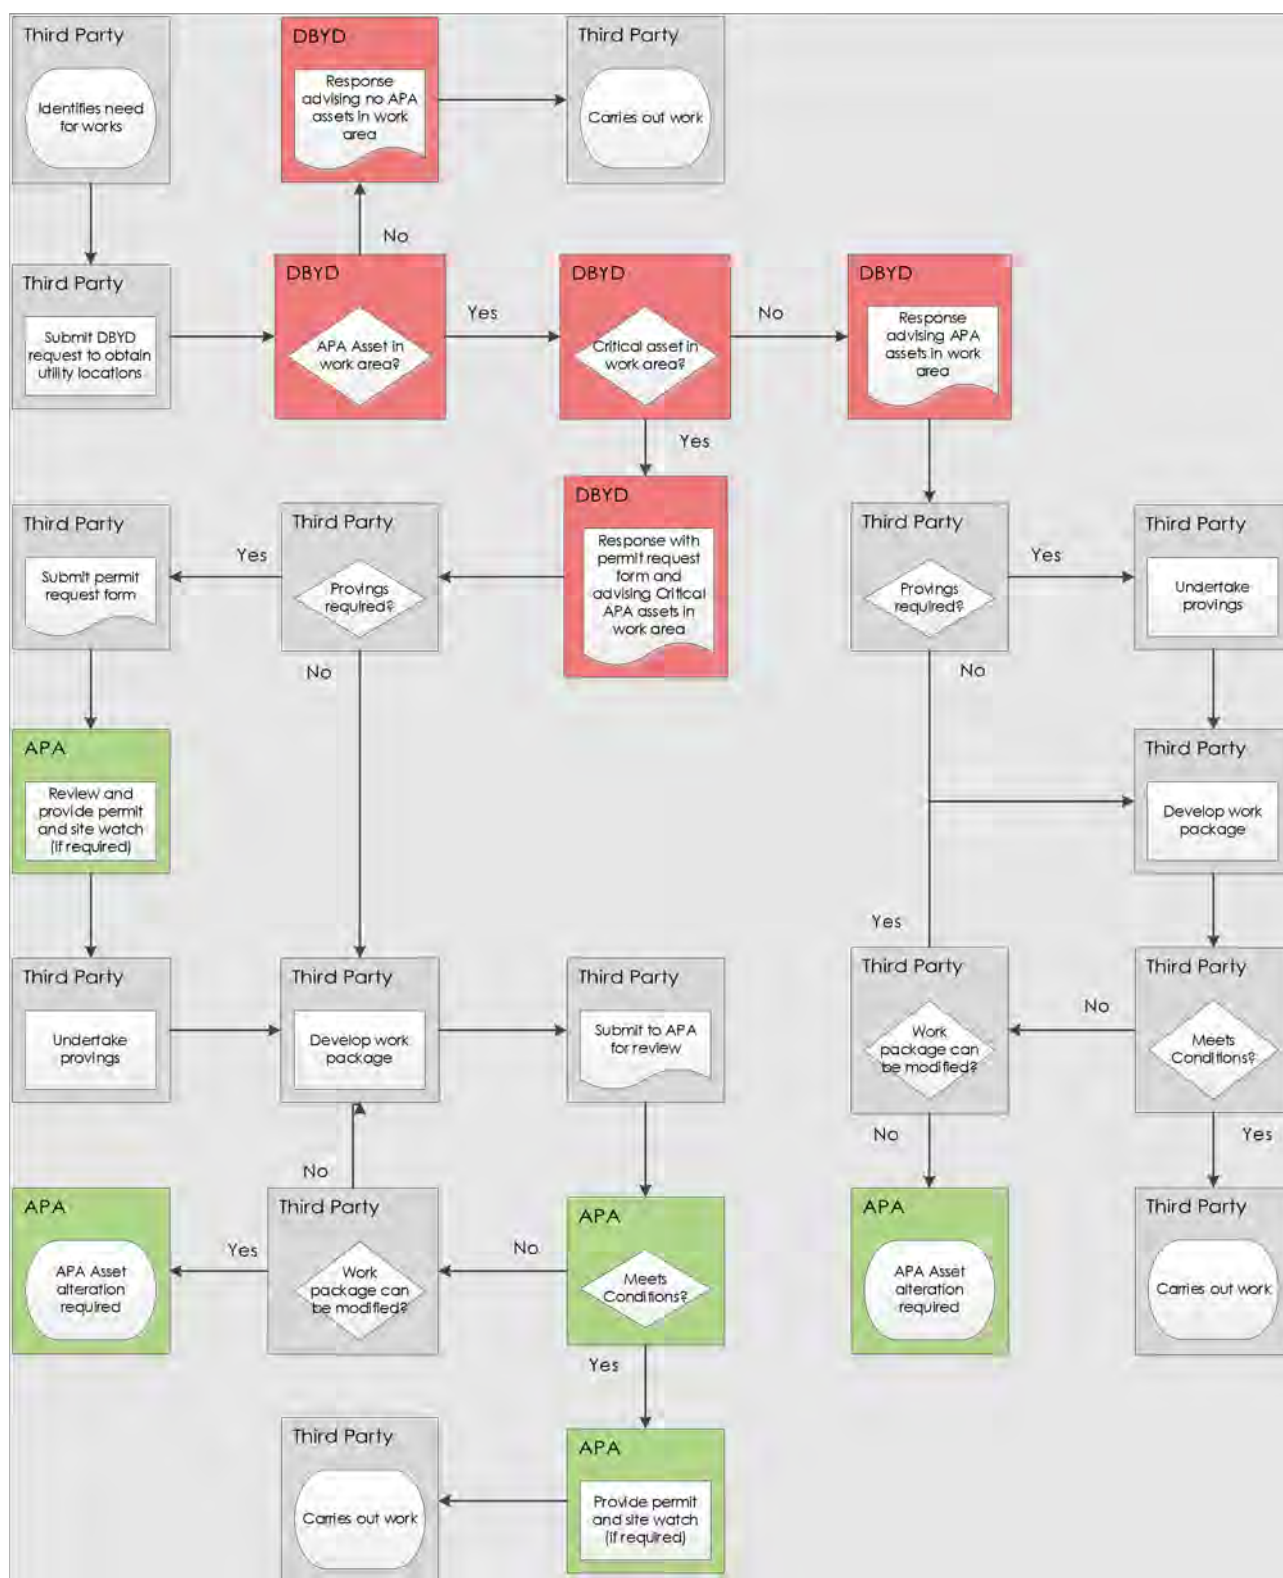 Third Party
Identifies need
for works
DBYD
Response
advising no APA
assets in work
area
Third Party
Carries out work
No
Third Party
Submit DBYD
request to obtain
utility locations
DBYD
APA Asset in
work area?
Yes
DBYD
Critical asset in
work area?
No
DBYD
Response
advising APA
assets in work
area
Yes
Third Party
Submit permit
request form
Yes
Third Party
Provings
required?
DBYD
Response with
permit request
form and
advising Critical
APA assets in
work area
Third Party
Provings
required?
Yes
Third Party
Undertake
provings
No
No
APA
Review and
provide permit
and site watch
(if required)
Third Party
Develop work
package
Yes
Third Party
Undertake
provings
Third Party
Develop work
package
Third Party
Submit to APA
for review
Third Party
Work
package can
be modified?
No
Third Party
Meets
Conditions?
No
No
Yes
APA
APA Asset
alteration
required
Yes
Third Party
Work
package can
be modified?
No
APA
Meets
Conditions?
APA
APA Asset
alteration
required
Third Party
Carries out work
Yes
Third Party
Carries out work
APA
Provide permit
and site watch
(if required)